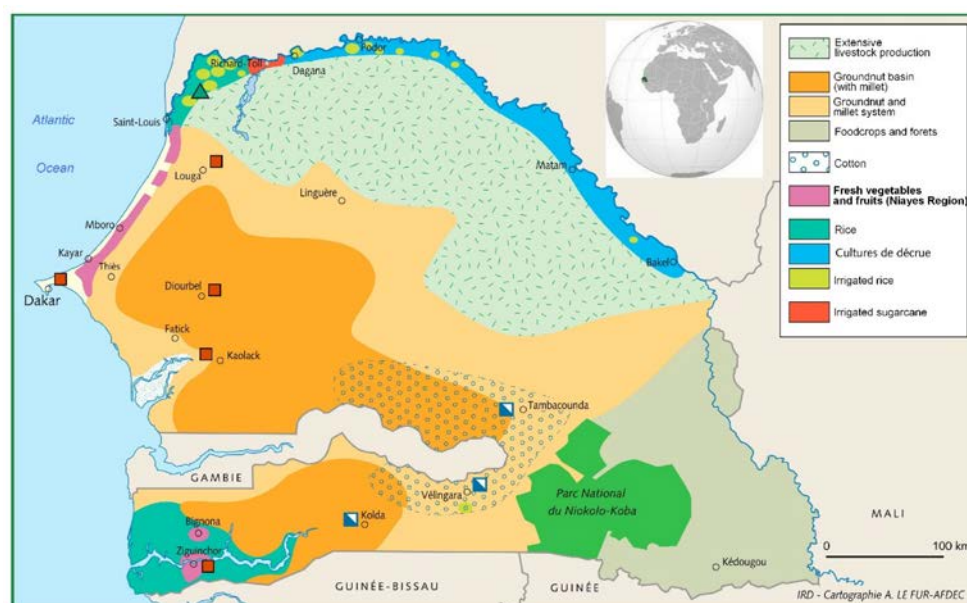 Atlantic
Ocean
Richard-Toll
Podor
Dagana
Saint-Louis
Louga
Linguère
Matam
Mboro
Kayar
Thiès
Dakar
Diourbel
Bakel
Fatick
Kaolack
Tambacounda
GAMBIE
Vélingara
Kolda
Bignona
Ziguinchor
Parc National
du Niokolo-Koba
MALI
Kédougou
0 100 km
GUINÉE-BISSAU
GUINÉE
IRD - Cartographie A. LE FUR-AFDEC
Extensive
livestock production
Groundnut basin
(with millet)
Groundnut and
millet system
Foodcrops and forets
Cotton
Fresh vegetables
and fruits (Niayes Region)
Rice
Cultures de décrue
Irrigated rice
Irrigated sugarcane